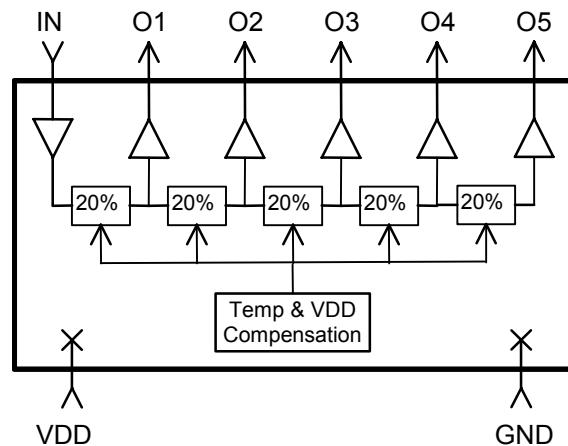 IN O1 O2 O3 O4 O5
20% 20% 20% 20% 20%
Temp & VDD
Compensation
VDD GND